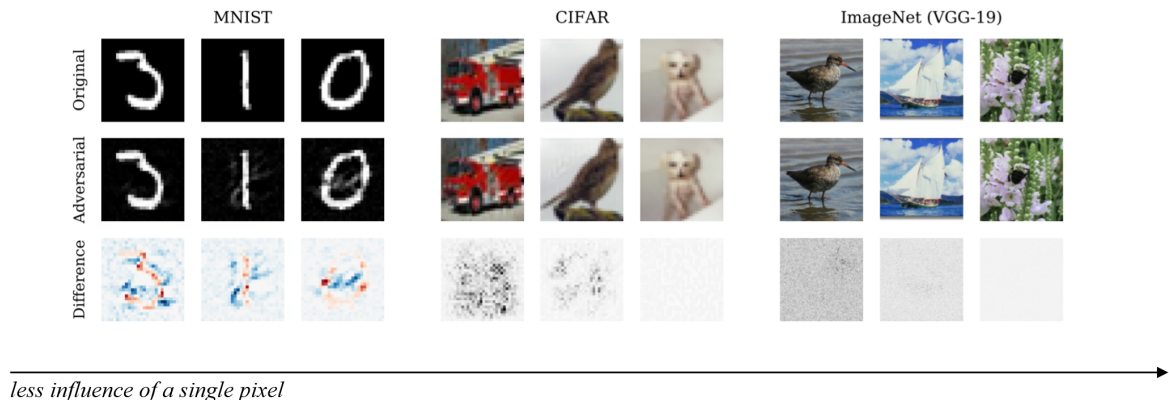 MNIST
CIFAR
ImageNet (VGG-19)
Original
Adversarial
Difference
less influence of a single pixel